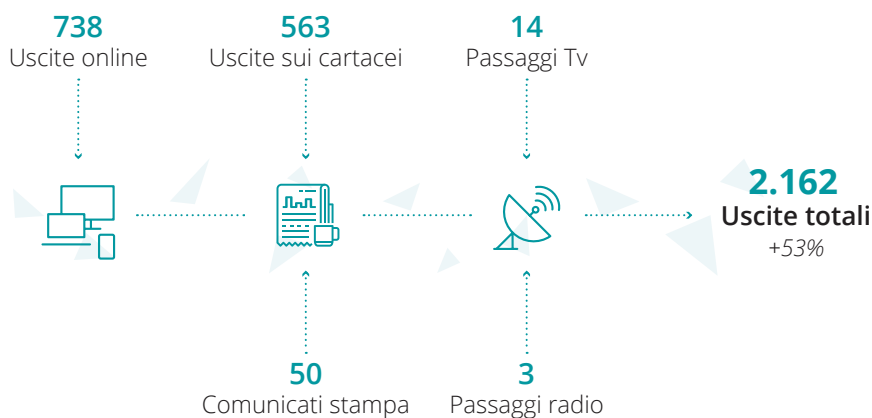 738
Uscite online
563
Uscite sui cartacei
14
Passaggi Tv
2.162
Uscite totali
+53%
50
Comunicati stampa
3
Passaggi radio